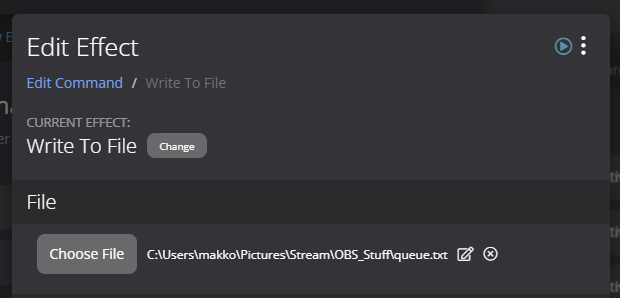 Edit Effect
Edit Command / Write To File
CURRENT EFFECT:
Write To File Change
File
Choose File C:\Users\makko\Pictures\Stream\OBS_Stuff\queue.txt